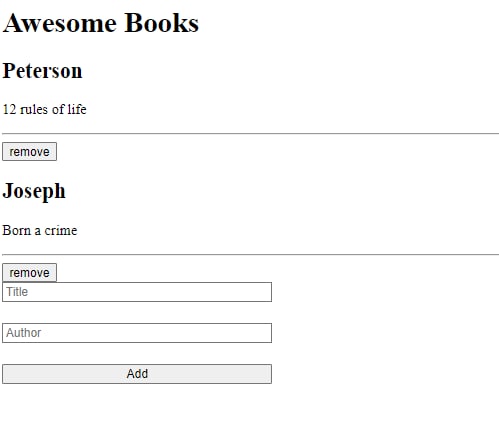 Awesome Books
Peterson
12 rules of life
remove
Joseph
Born a crime
remove
Title
Author
Add